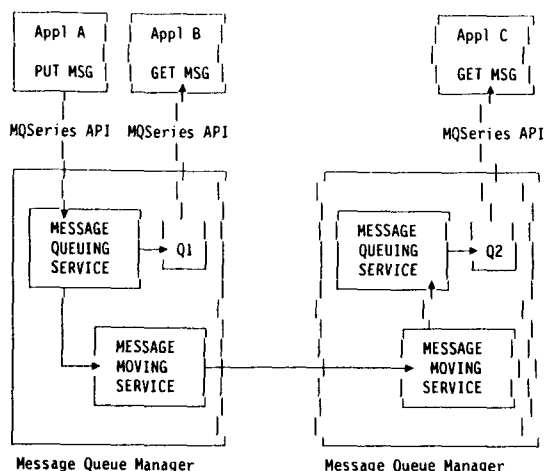 Appl A
PUT MSG
Appl B
GET MSG
Appl C
GET MSG
MQSeries API
MQSeries API
MQSeries API
MESSAGE
QUEUING
SERVICE
Q1
MESSAGE
QUEUING
SERVICE
Q2
MESSAGE
MOVING
SERVICE
MESSAGE
MOVING
SERVICE
Message Queue Manager
Message Queue Manager